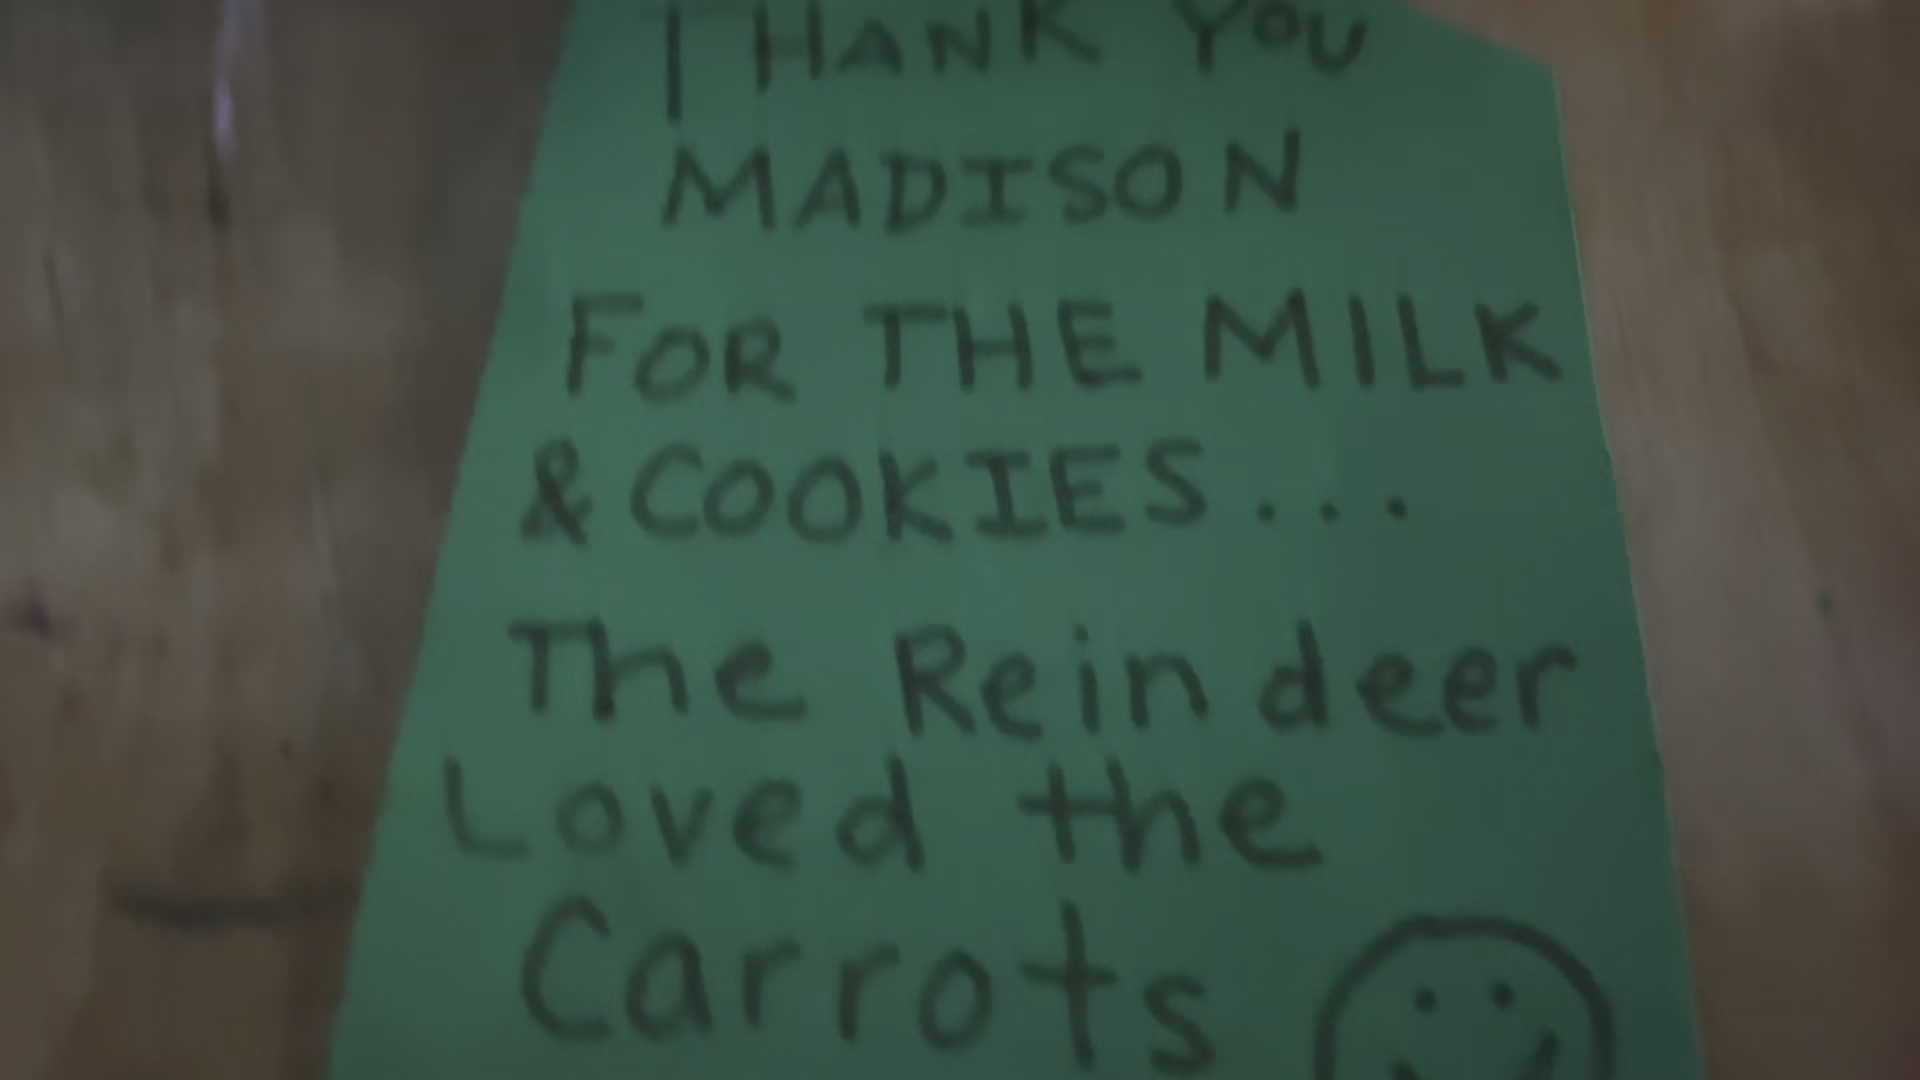 THANK YOU
MADISON
FOR THE MILK
& COOKIES...
The Reindeer
Loved the
Carrots